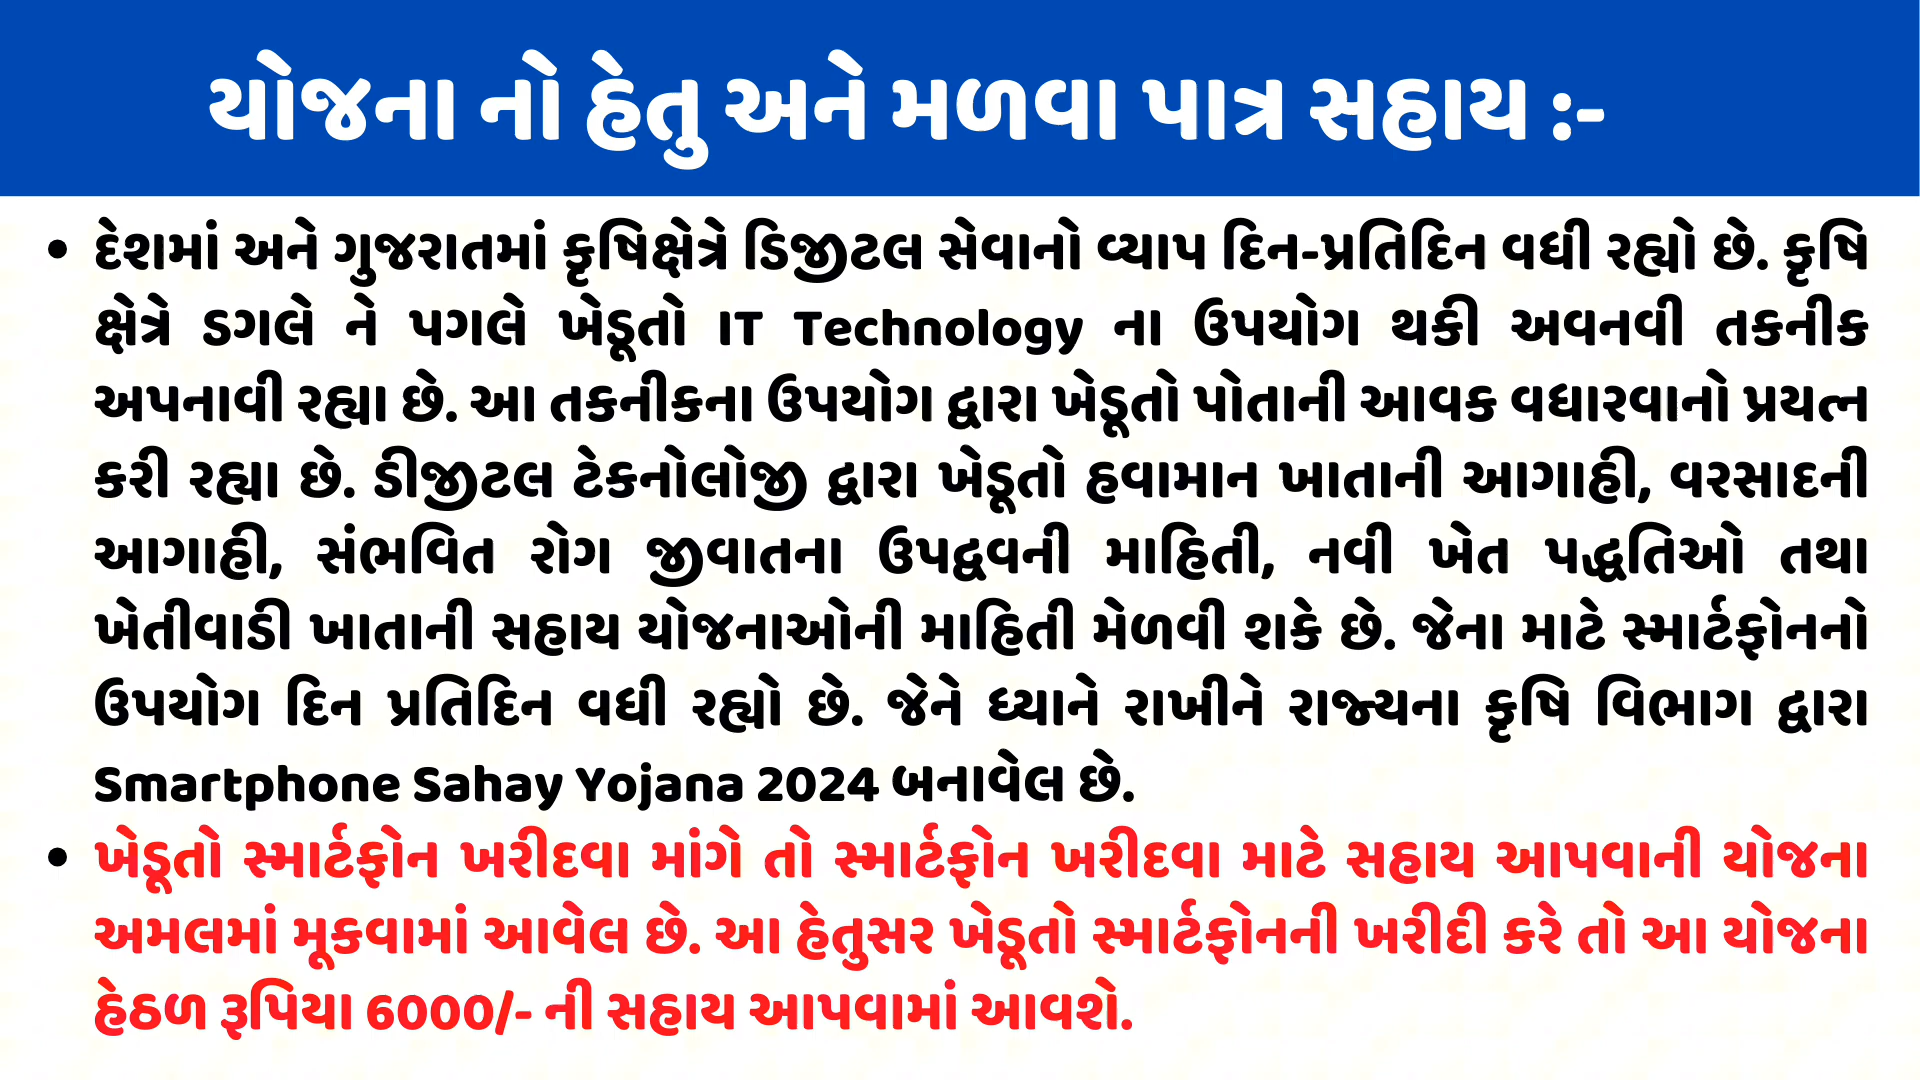 યોજના નો હેતુ અને મળવા પાત્ર સહાય :-
• દેશમાં અને ગુજરાતમાં કૃષિક્ષેત્રે ડિજીટલ સેવાનો વ્યાપ દિન-પ્રતિદિન વધી રહ્યો છે. કૃષિ
ક્ષેત્રે ડગલે ને પગલે ખેડૂતો IT Technology ના ઉપયોગ થકી અવનવી તકનીક
અપનાવી રહ્યા છે. આ તકનીકના ઉપયોગ દ્વારા ખેડૂતો પોતાની આવક વધારવાનો પ્રયત્ન
કરી રહ્યા છે. ડીજીટલ ટેકનોલોજી દ્વારા ખેડૂતો હવામાન ખાતાની આગાહી, વરસાદની
આગાહી, સંભવિત રોગ જીવાતના ઉપદ્વવની માહિતી, નવી ખેત પદ્ધતિઓ તથા
ખેતીવાડી ખાતાની સહાય યોજનાઓની માહિતી મેળવી શકે છે. જેના માટે સ્માર્ટફોનનો
ઉપયોગ દિન પ્રતિદિન વધી રહ્યો છે. જેને ધ્યાને રાખીને રાજ્યના કૃષિ વિભાગ દ્વારા
Smartphone Sahay Yojana 2024 બનાવેલ છે.
• ખેડૂતો સ્માર્ટફોન ખરીદવા માંગે તો સ્માર્ટફોન ખરીદવા માટે સહાય આપવાની યોજના
અમલમાં મૂકવામાં આવેલ છે. આ હેતુસર ખેડૂતો સ્માર્ટફોનની ખરીદી કરે તો આ યોજના
હેઠળ રૂપિયા 6000/- ની સહાય આપવામાં આવશે.